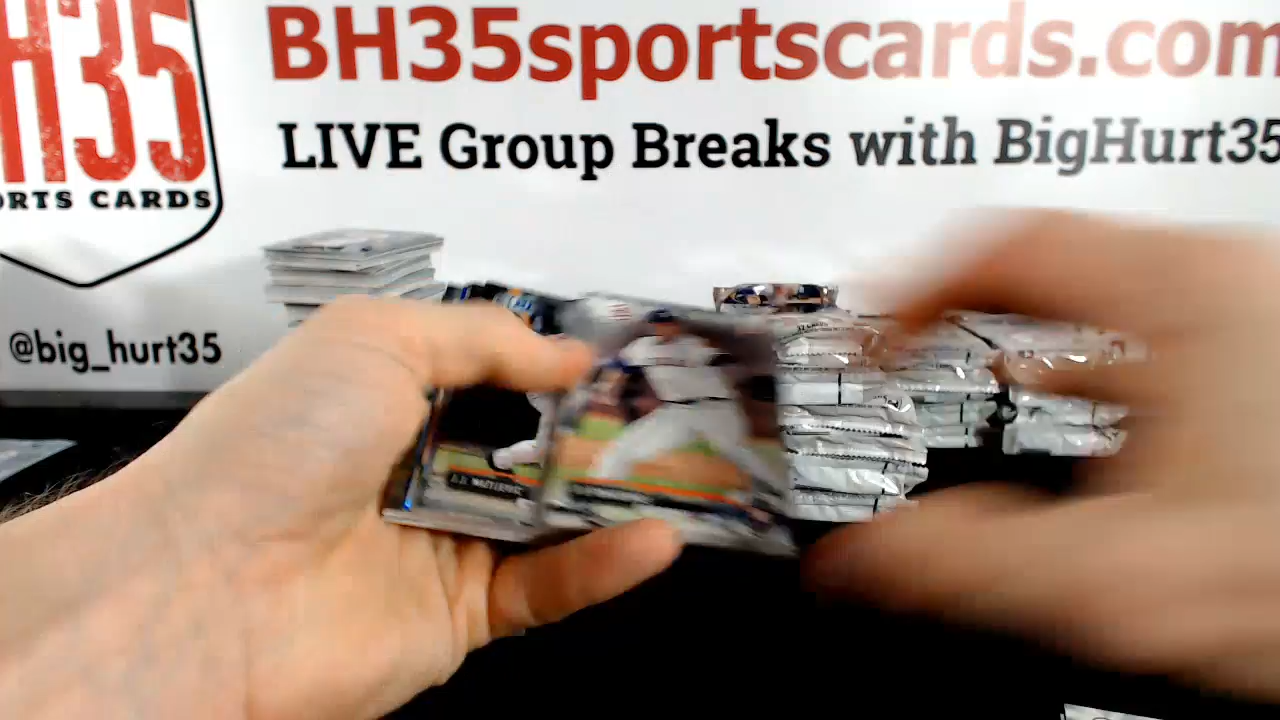 BH35sportscards.com
LIVE Group Breaks with BigHurt35
H35
ORTS CARDS
@big_hurt35